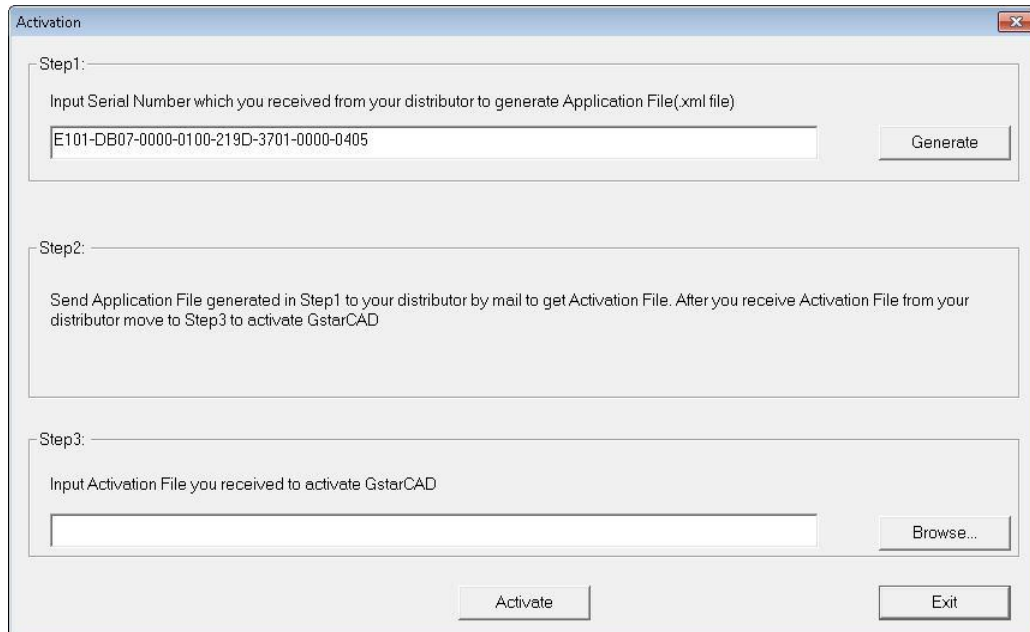 Activation
Step1:
Input Serial Number which you received from your distributor to generate Application File(.xml file)
E101-DB07-0000-0100-219D-3701-0000-0405
Generate
Step2:
Send Application File generated in Step1 to your distributor by mail to get Activation File. After you receive Activation File from your
distributor move to Step3 to activate GstarCAD
Step3:
Input Activation File you received to activate GstarCAD
Browse...
Activate
Exit